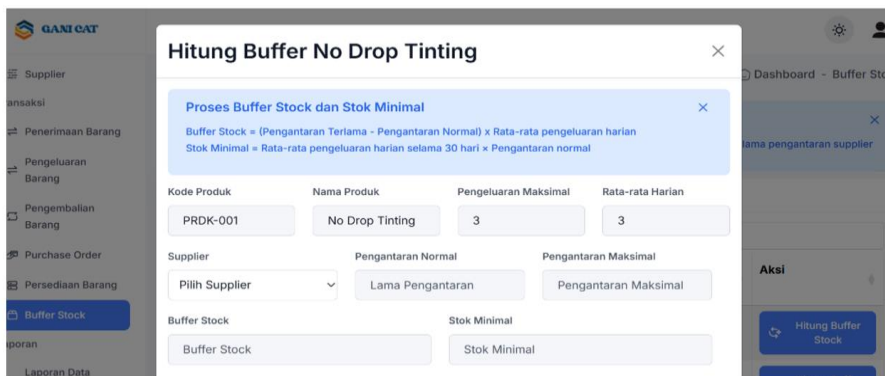 GANI CAT
Supplier
ansaksi
Penerimaan Barang
Pengeluaran
Barang
Pengembalian
Barang
Purchase Order
Persediaan Barang
Buffer Stock
aporan
Laporan Data
Hitung Buffer No Drop Tinting
Proses Buffer Stock dan Stok Minimal
Buffer Stock = (Pengantaran Terlama - Pengantaran Normal) x Rata-rata pengeluaran harian
Stok Minimal = Rata-rata pengeluaran harian selama 30 hari × Pengantaran normal
Kode Produk Nama Produk Pengeluaran Maksimal Rata-rata Harian
PRDK-001 No Drop Tinting 3 3
Supplier Pengantaran Normal Pengantaran Maksimal
Pilih Supplier Lama Pengantaran Pengantaran Maksimal
Buffer Stock Stok Minimal
Buffer Stock Stok Minimal
Dashboard - Buffer Sto
lama pengantaran supplier
Aksi
Hitung Buffer
Stock